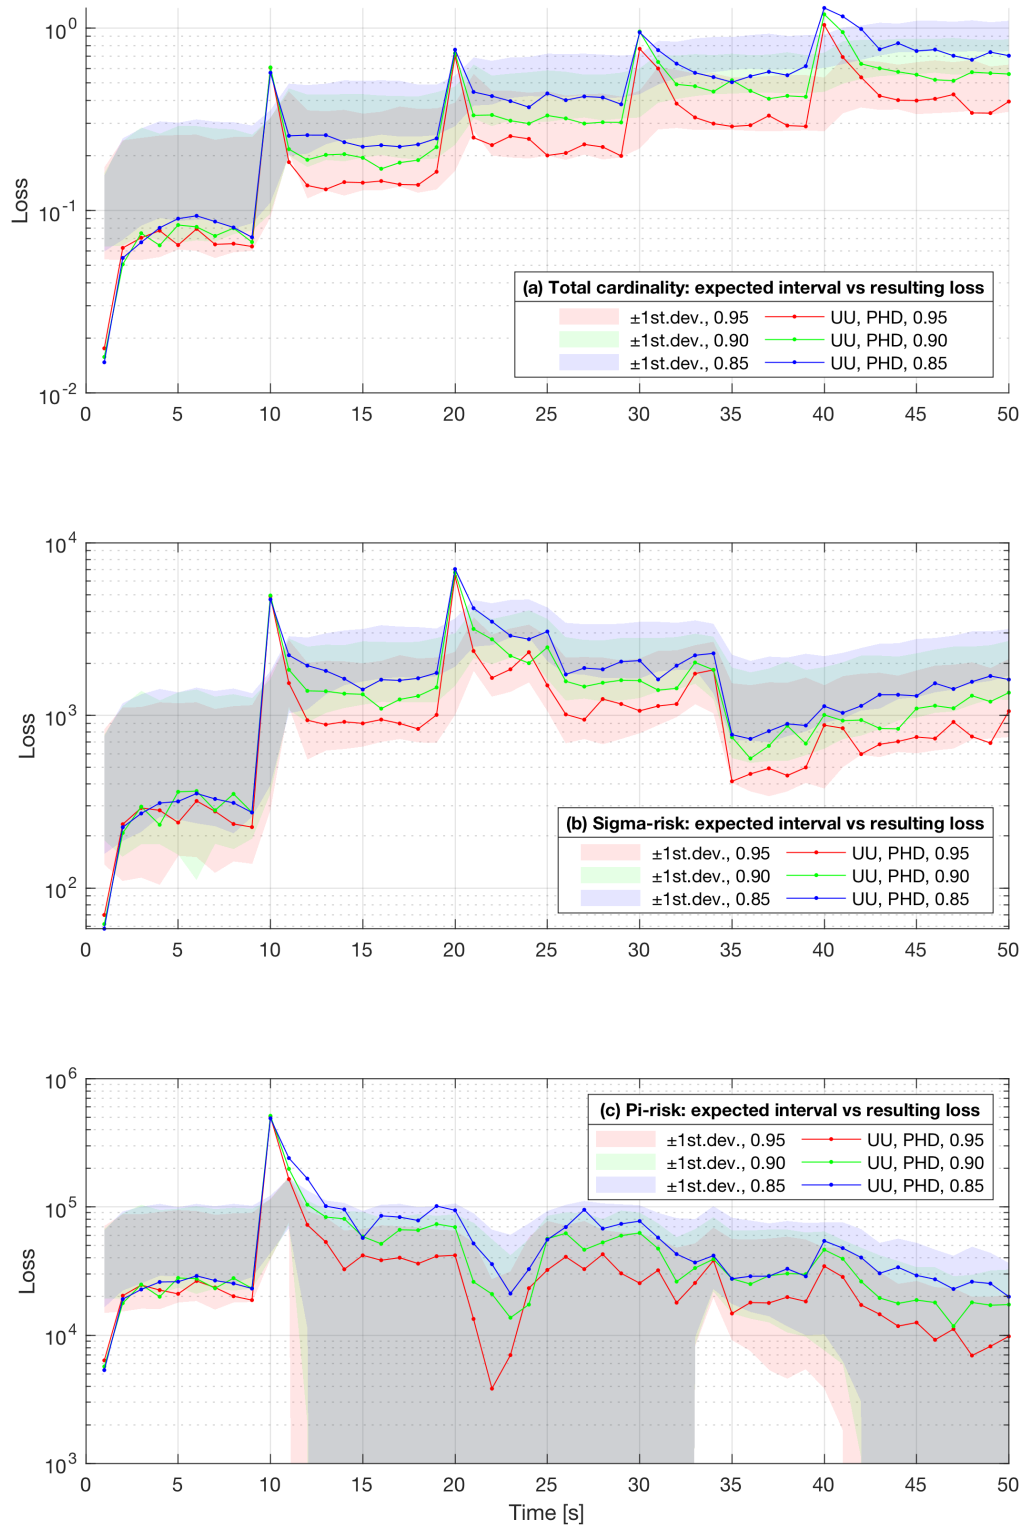 10^0
10^-1
10^-2
Loss
0 5 10 15 20 25 30 35 40 45 50
(a) Total cardinality: expected interval vs resulting loss
±1st.dev., 0.95 UU, PHD, 0.95
±1st.dev., 0.90 UU, PHD, 0.90
±1st.dev., 0.85 UU, PHD, 0.85
10^4
10^3
10^2
Loss
0 5 10 15 20 25 30 35 40 45 50
(b) Sigma-risk: expected interval vs resulting loss
±1st.dev., 0.95 UU, PHD, 0.95
±1st.dev., 0.90 UU, PHD, 0.90
±1st.dev., 0.85 UU, PHD, 0.85
10^6
10^5
10^4
10^3
Loss
0 5 10 15 20 25 30 35 40 45 50
Time [s]
(c) Pi-risk: expected interval vs resulting loss
±1st.dev., 0.95 UU, PHD, 0.95
±1st.dev., 0.90 UU, PHD, 0.90
±1st.dev., 0.85 UU, PHD, 0.85